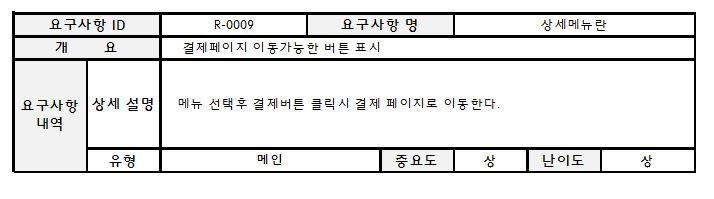 요구사항 ID R-0009 요구사항 명 상세메뉴란
개 요 결제페이지 이동가능한 버튼 표시
요구사항 내역 상세 설명 메뉴 선택후 결제버튼 클릭시 결제 페이지로 이동한다.
유형 메인 중요도 상 난이도 상